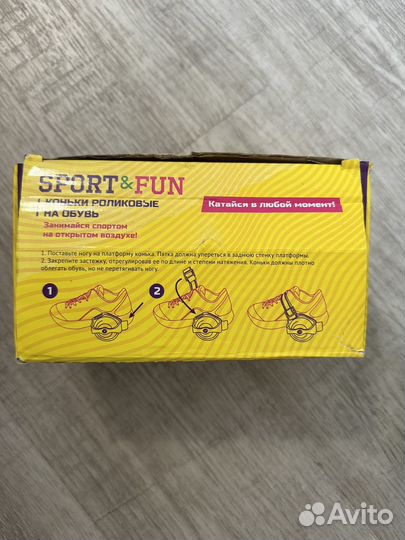 SPORT&FUN
КОНЬКИ РОЛИКОВЫЕ
НА ОБУВЬ
Катайся в любой момент!
Занимайся спортом
на открытом воздухе!
1. Поставьте ногу на платформу конька. Пятка должна упереться в заднюю стенку платформы.
2. Закрепите застежку, отрегулировав ее по длине и степени натяжения. Коньки должны плотно
облегать обувь, но не перетягивать ногу.
1
2
Avito